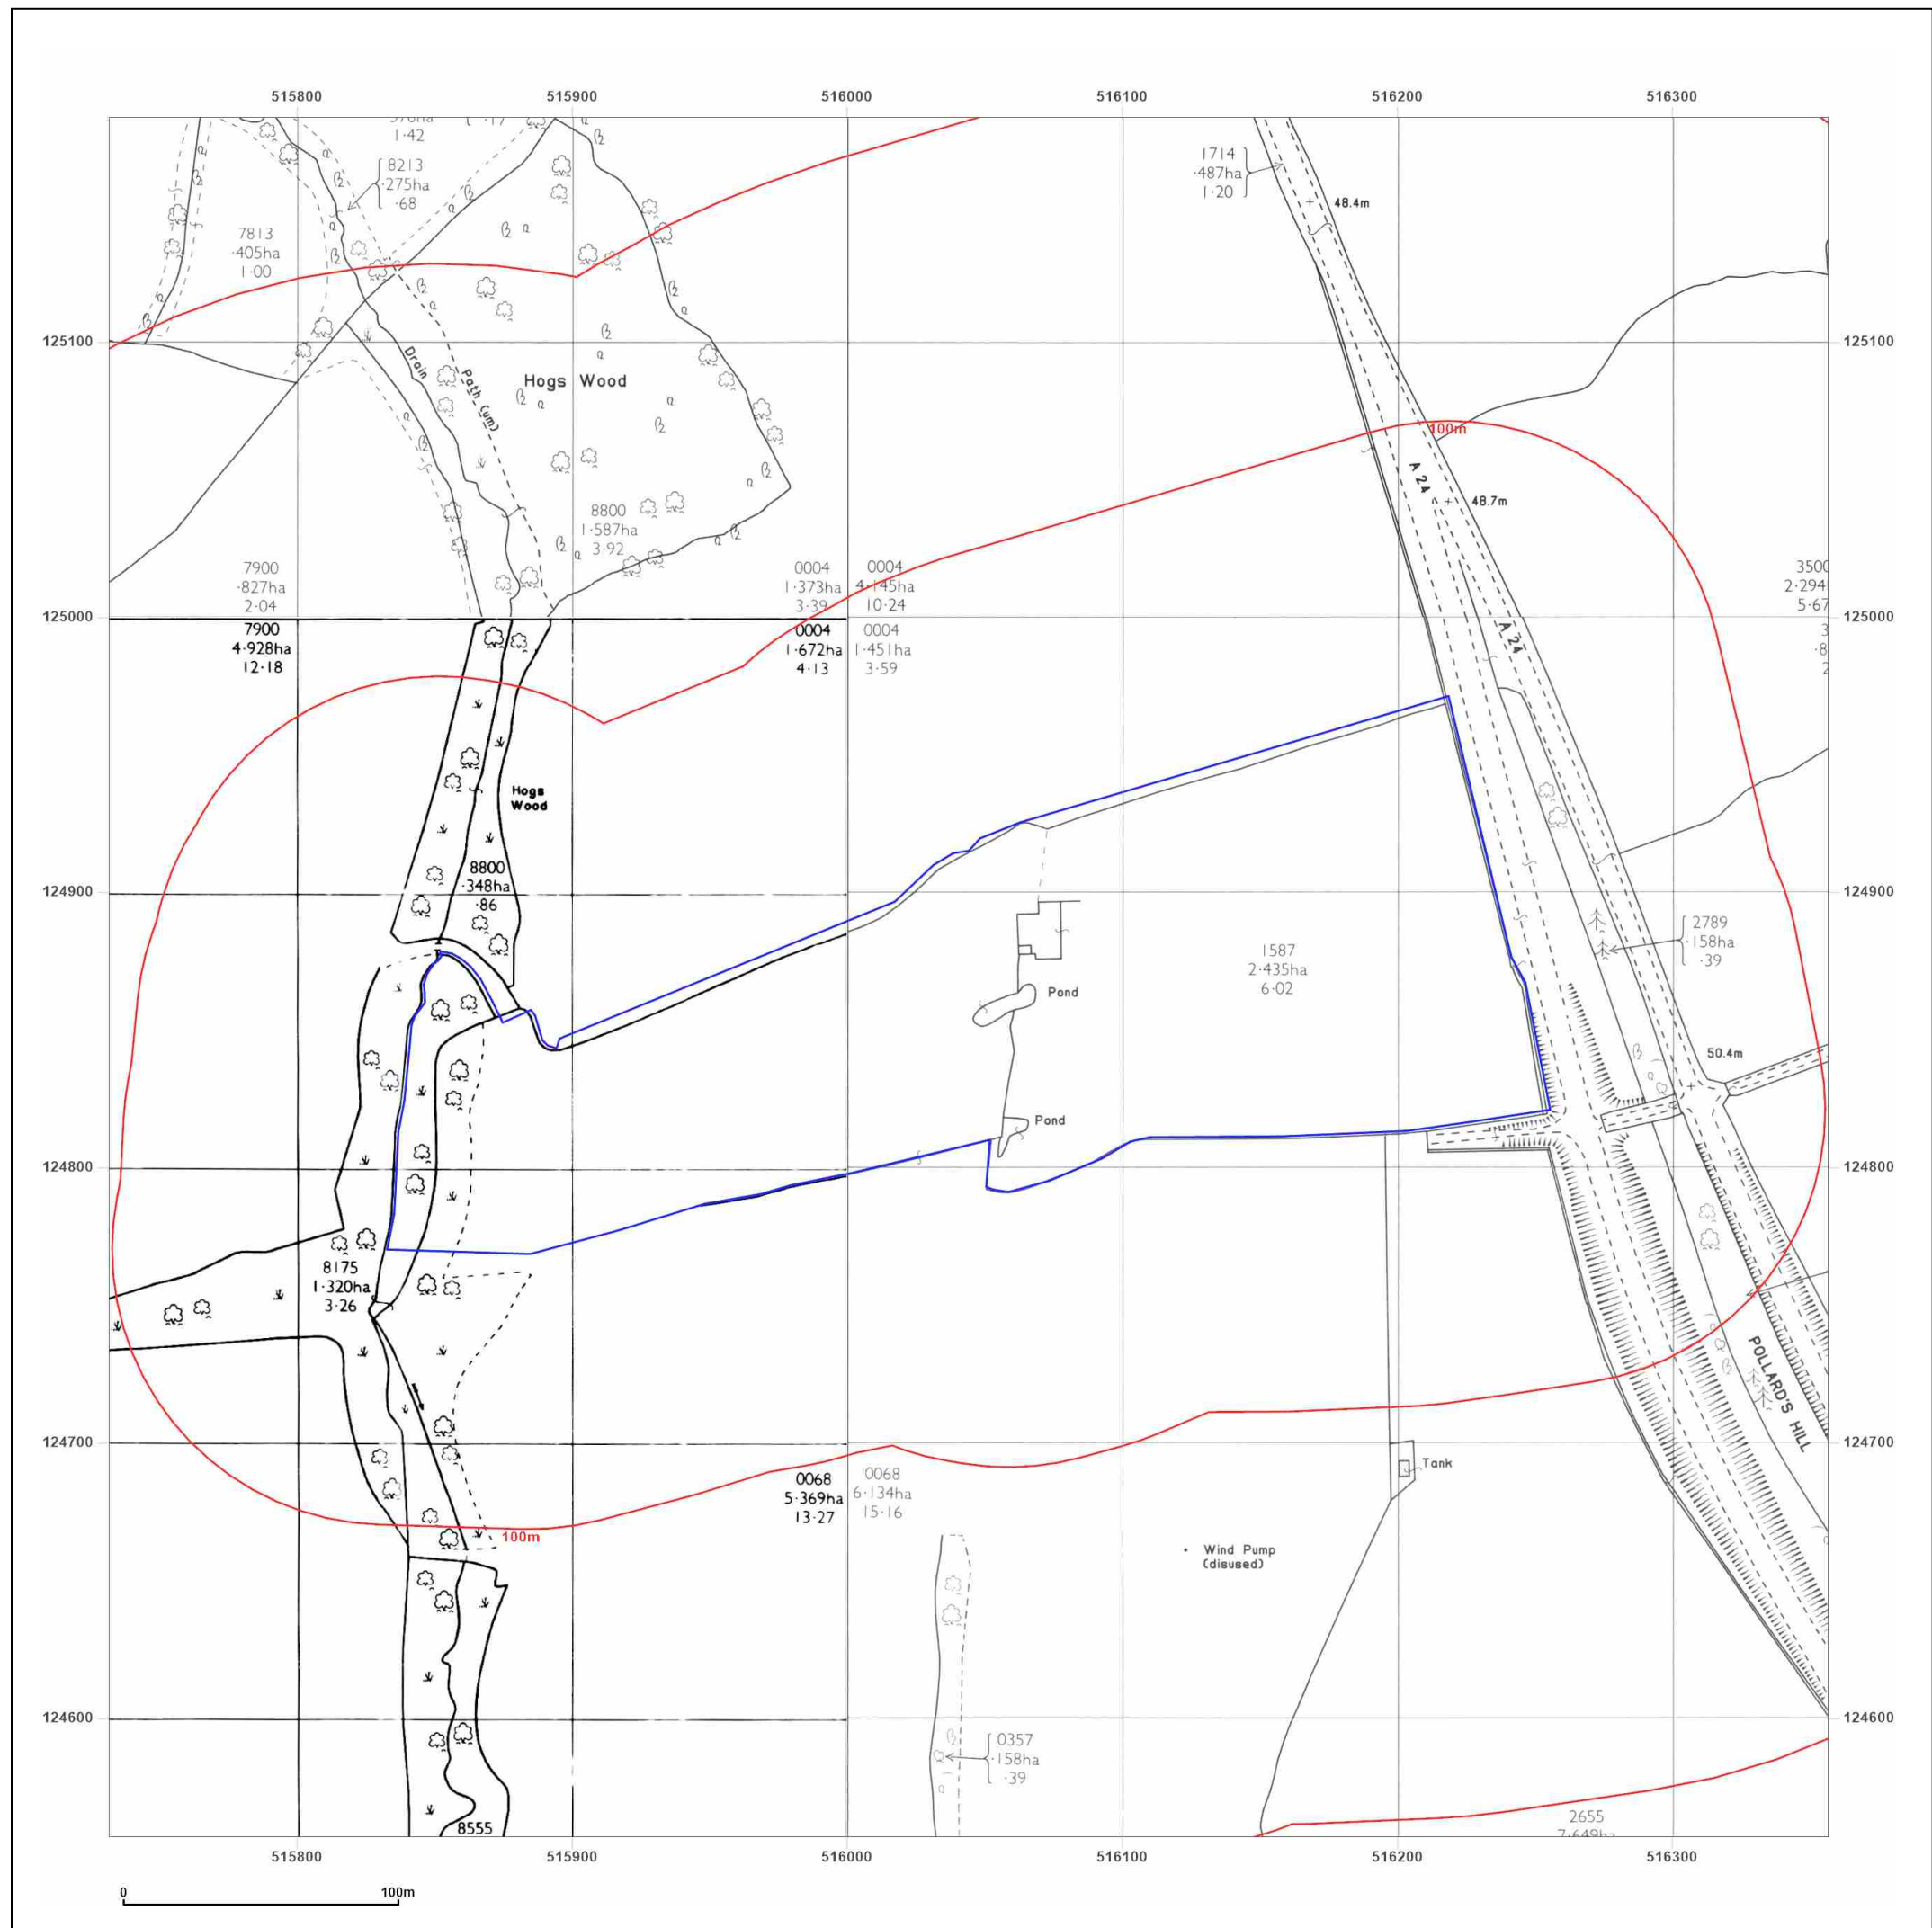 515800 515900 516000 516100 516200 516300
1·42
8213
·275ha
·68
7813
·405ha
1·00
1714
·487ha
1·20
48.4m
125100
125100
Drain
Path (um)
Hogs Wood
100m
A 24
48.7m
8800
1·587ha
3·92
7900
·827ha
2·04
0004
1·373ha
3·39
0004
4·145ha
10·24
3500
2·294
5·67
125000
125000
7900
4·928ha
12·18
0004
1·672ha
4·13
0004
1·451ha
3·59
A 24
Hogs
Wood
8800
·348ha
·86
124900
124900
1587
2·435ha
6·02
2789
·158ha
·39
Pond
50.4m
Pond
124800
124800
8175
1·320ha
3·26
POLLARD'S HILL
124700
124700
0068
5·369ha
13·27
0068
6·134ha
15·16
Tank
100m
Wind Pump
(disused)
124600
124600
0357
·158ha
·39
2655
7·649ha
8555
515800 515900 516000 516100 516200 516300
0 100m